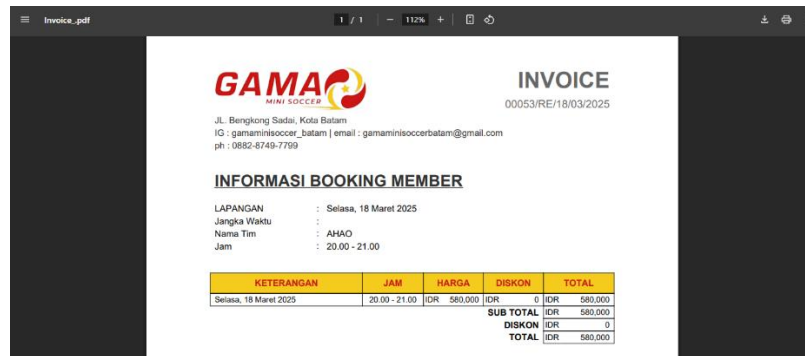 Invoice_.pdf
1 / 1
112%
GAMA
MINI SOCCER
INVOICE
00053/RE/18/03/2025
JL. Bengkong Sadai, Kota Batam
IG : gamaminisoccer_batam | email : gamaminisoccerbatam@gmail.com
ph : 0882-8749-7799
INFORMASI BOOKING MEMBER
LAPANGAN : Selasa, 18 Maret 2025
Jangka Waktu :
Nama Tim : AHAO
Jam : 20.00 - 21.00
KETERANGAN JAM HARGA DISKON TOTAL
Selasa, 18 Maret 2025 20.00 - 21.00 IDR 580,000 IDR 0 IDR 580,000
SUB TOTAL IDR 580,000
DISKON IDR 0
TOTAL IDR 580,000